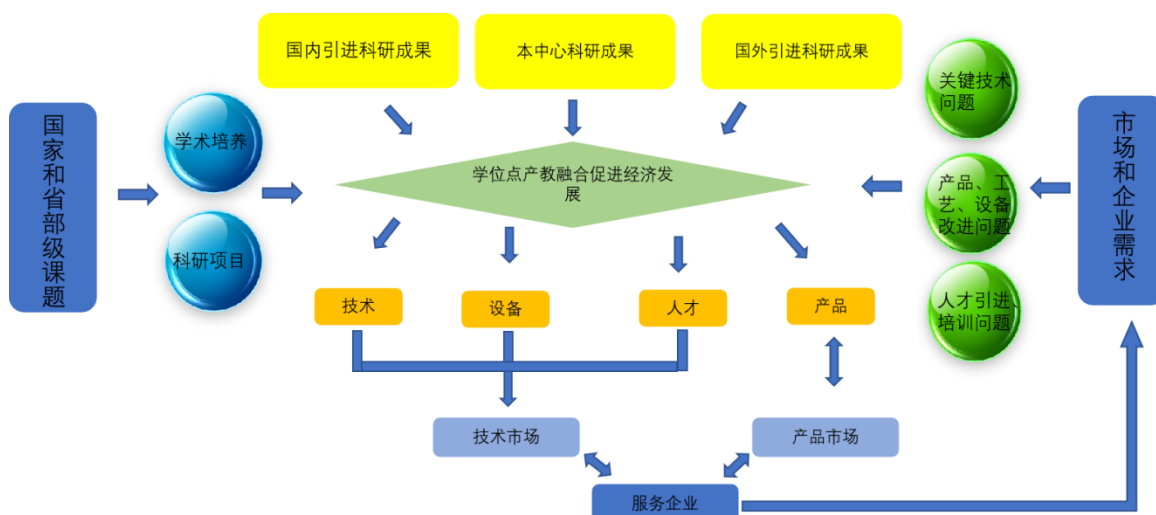 国内引进科研成果
本中心科研成果
国外引进科研成果
关键技术
问题
国家和省部级课题
学术培养
科研项目
学位点产教融合促进经济发
展
产品、工
艺、设备
改进问题
人才引进、
培训问题
市场和企业需求
技术
设备
人才
产品
技术市场
产品市场
服务企业